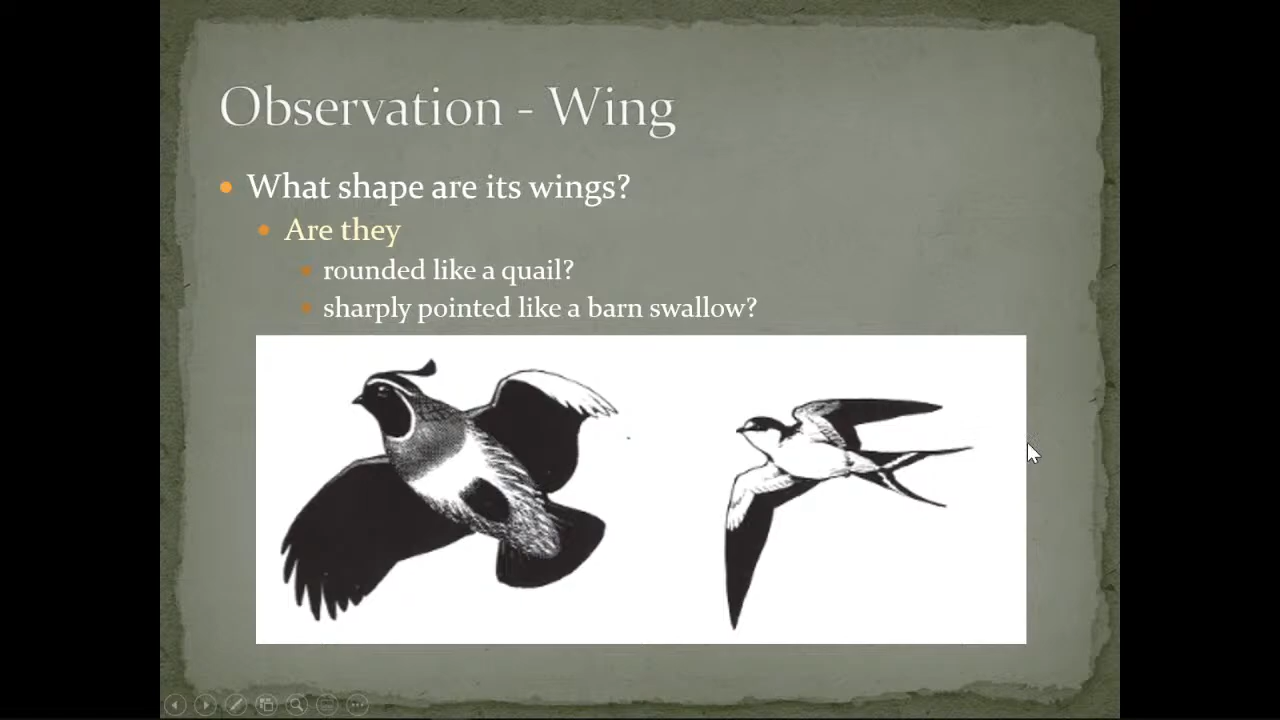 Observation - Wing
What shape are its wings?
Are they
rounded like a quail?
sharply pointed like a barn swallow?